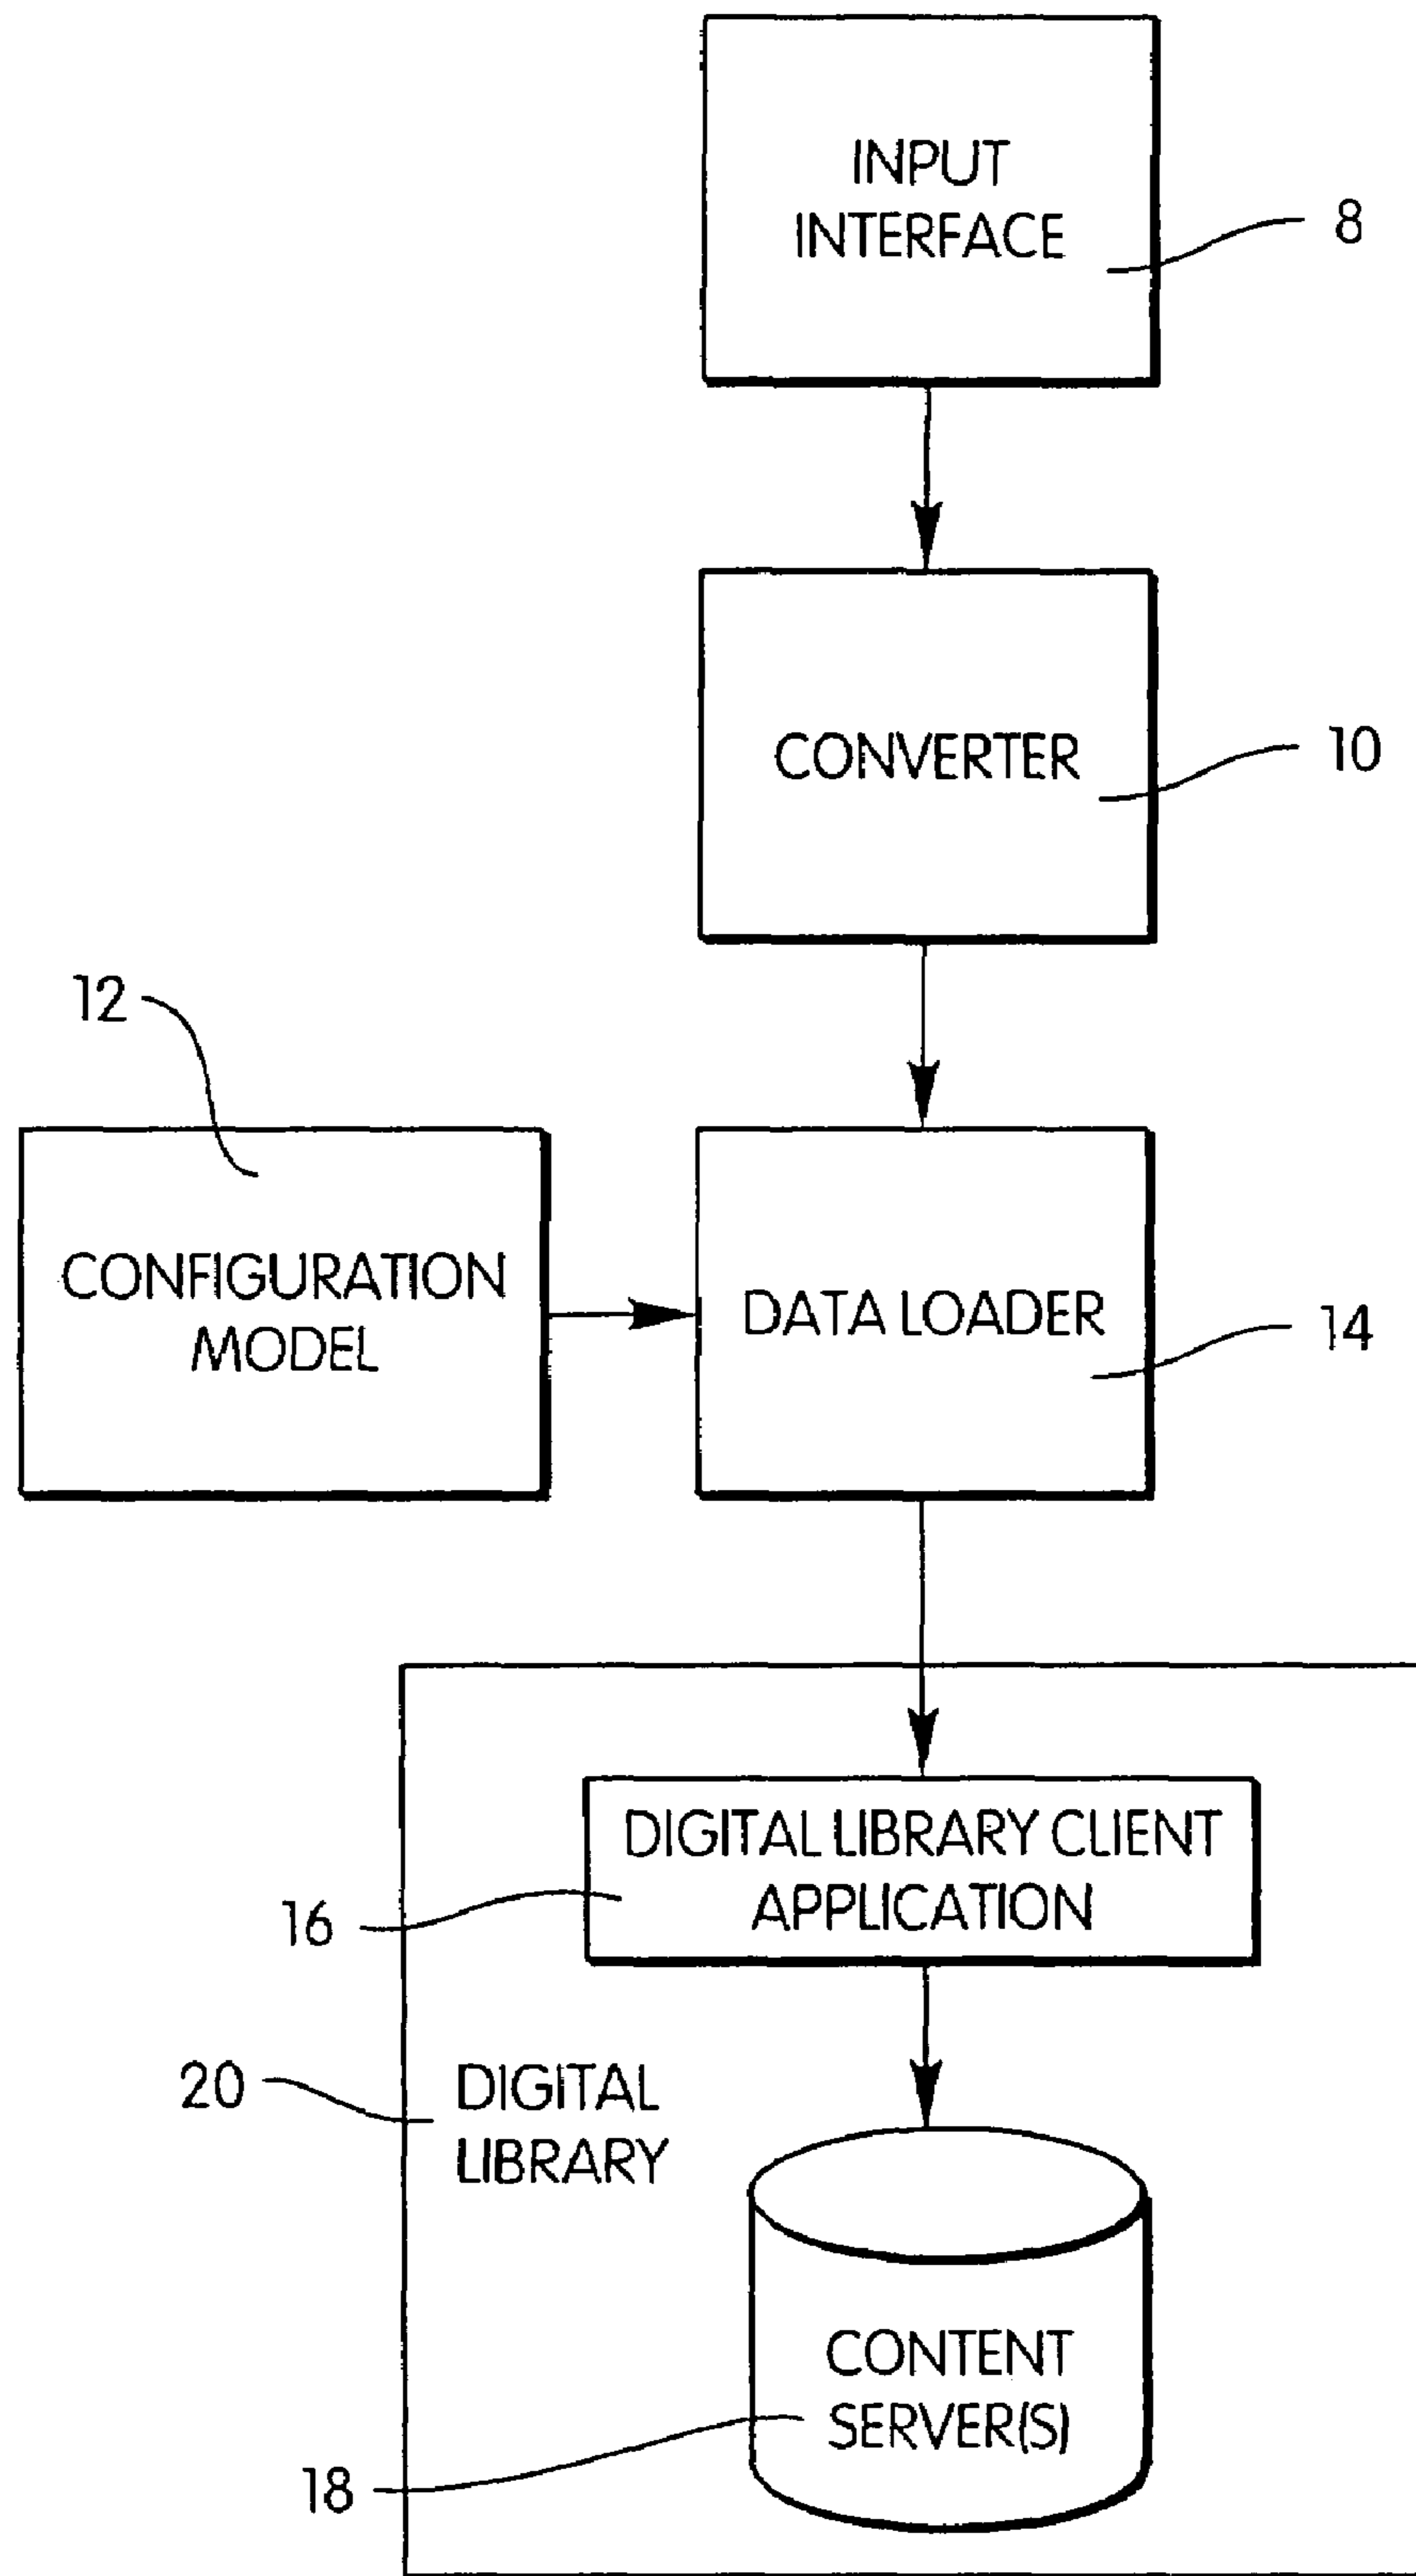 INPUT
INTERFACE
8
CONVERTER
10
12
CONFIGURATION
MODEL
DATA LOADER
14
DIGITAL LIBRARY CLIENT
APPLICATION
16
20
DIGITAL
LIBRARY
CONTENT
SERVER(S)
18